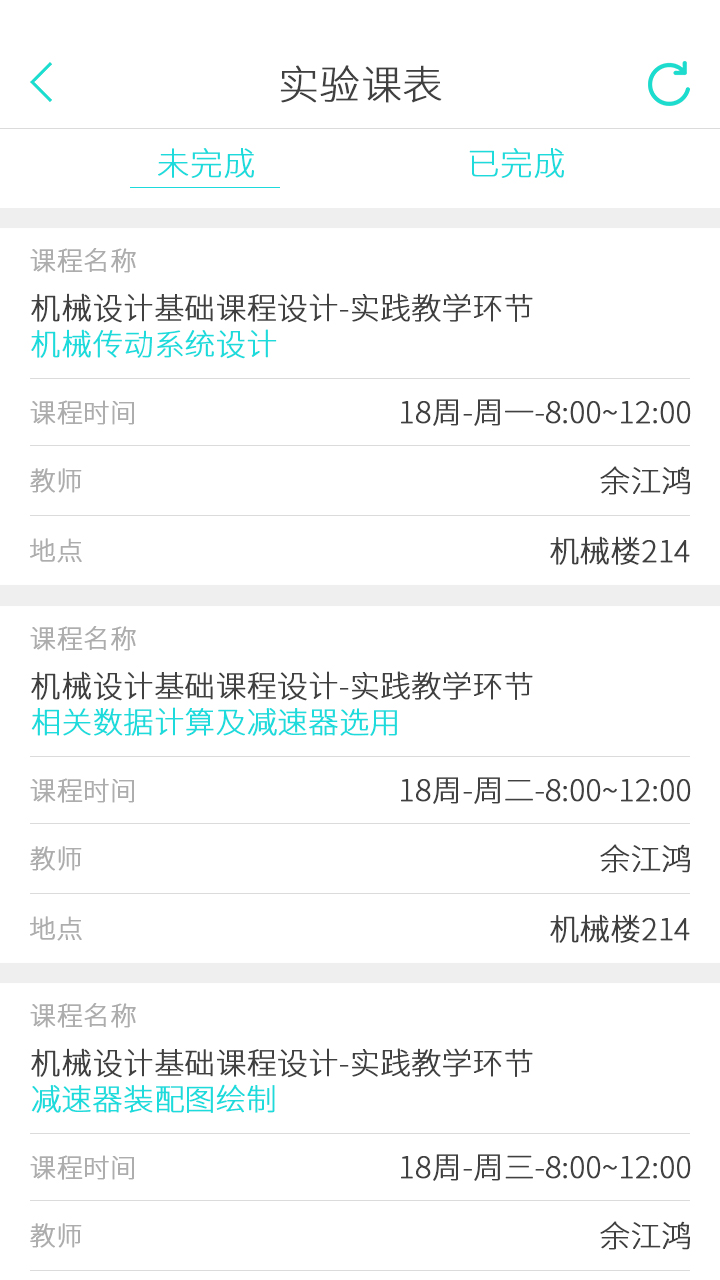 实验课表
未完成 已完成
课程名称
机械设计基础课程设计-实践教学环节
机械传动系统设计
课程时间 18周-周一-8:00~12:00
教师 余江鸿
地点 机械楼214
课程名称
机械设计基础课程设计-实践教学环节
相关数据计算及减速器选用
课程时间 18周-周二-8:00~12:00
教师 余江鸿
地点 机械楼214
课程名称
机械设计基础课程设计-实践教学环节
减速器装配图绘制
课程时间 18周-周三-8:00~12:00
教师 余江鸿